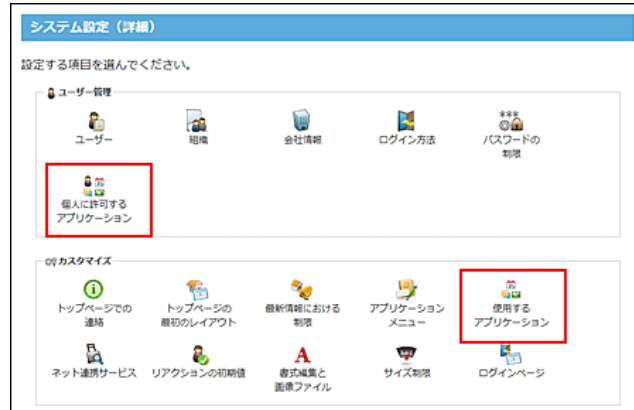 システム設定（詳細）
設定する項目を選んでください。
ユーザー管理
ユーザー
組織
会社情報
ログイン方法
パスワードの
制限
個人に許可する
アプリケーション
カスタマイズ
トップページでの
連絡
トップページの
最初のレイアウト
最新情報における
制限
アプリケーション
メニュー
使用する
アプリケーション
ネット連携サービス
リアクションの初期値
書式編集と
画像ファイル
サイズ制限
ログインページ